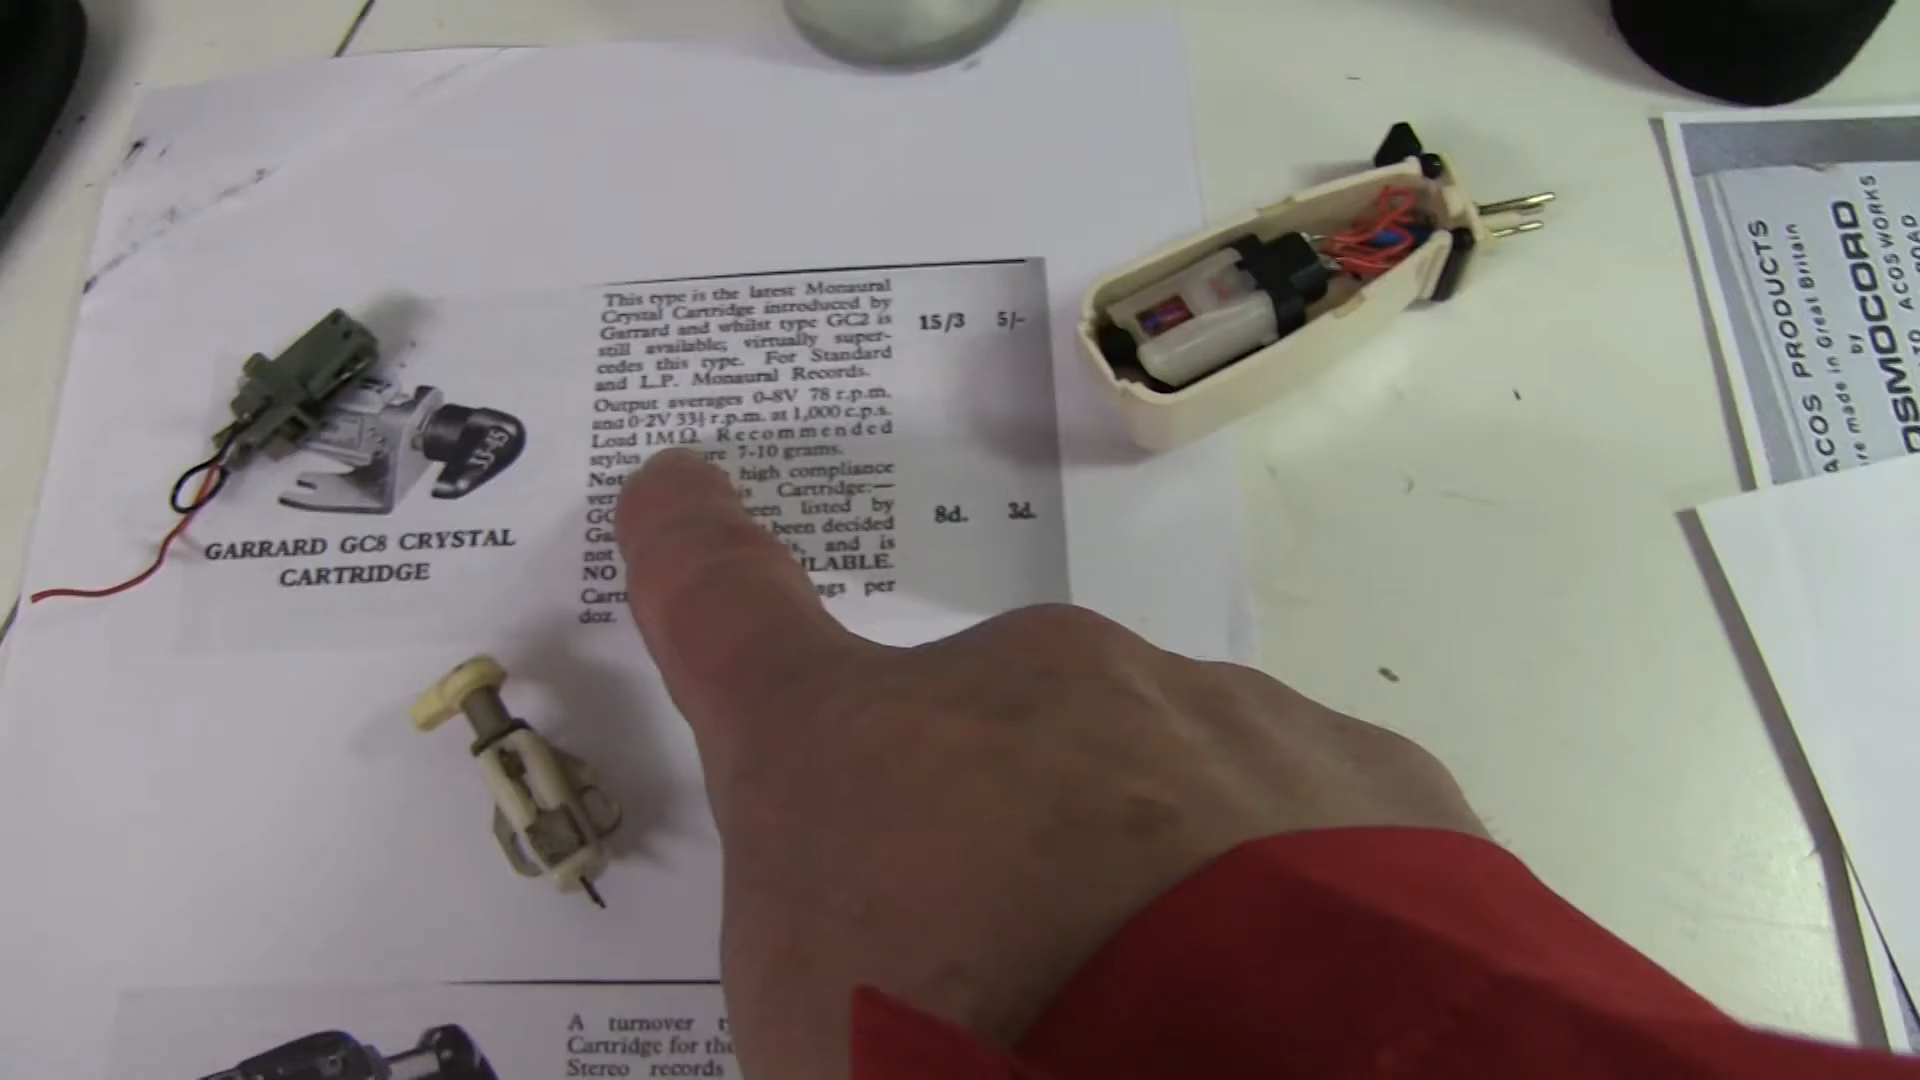 This type is the latest Monaural
Crystal Cartridge introduced by
Garrard and whilst type GC2 is
still available; virtually super-
cedes this type. For Standard
and L.P. Monaural Records.
15/3 5/-
Output averages 0-8V 78 r.p.m.
and 0·2V 33⅓ r.p.m. at 1,000 c.p.s.
Load 1MΩ. Recommended
stylus 7-10 grams.
high compliance
Cartridge:—
listed by
been decided
not and is
NO
doz. per
8d. 3d.
33-45
GARRARD GC8 CRYSTAL
CARTRIDGE
A turnover
Cartridge for the
Stereo records
ACOS PRODUCTS
are made in Great Britain
by
ACOS WORKS